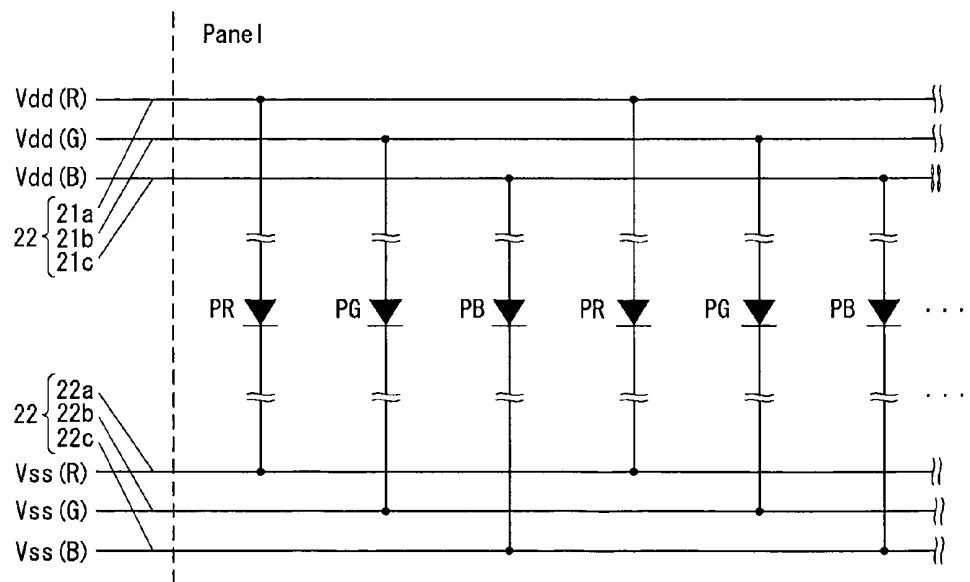 Panel
Vdd(R)
Vdd(G)
Vdd(B)
22 { 21a
21b
21c
PR PG PB PR PG PB ...
22 { 22a
22b
22c
...
Vss(R)
Vss(G)
Vss(B)